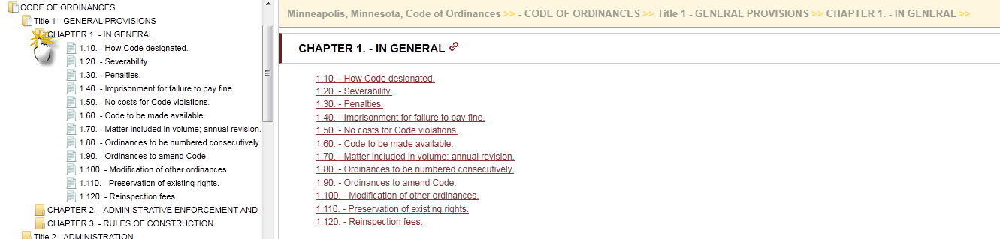 CODE OF ORDINANCES
Title 1 - GENERAL PROVISIONS
CHAPTER 1. - IN GENERAL
1.10. - How Code designated.
1.20. - Severability.
1.30. - Penalties.
1.40. - Imprisonment for failure to pay fine.
1.50. - No costs for Code violations.
1.60. - Code to be made available.
1.70. - Matter included in volume; annual revision.
1.80. - Ordinances to be numbered consecutively.
1.90. - Ordinances to amend Code.
1.100. - Modification of other ordinances.
1.110. - Preservation of existing rights.
1.120. - Reinspection fees.
CHAPTER 2. - ADMINISTRATIVE ENFORCEMENT AND
CHAPTER 3. - RULES OF CONSTRUCTION
Title 2 - ADMINISTRATION
Minneapolis, Minnesota, Code of Ordinances >> - CODE OF ORDINANCES >> Title 1 - GENERAL PROVISIONS >> CHAPTER 1. - IN GENERAL >>
CHAPTER 1. - IN GENERAL
1.10. - How Code designated.
1.20. - Severability.
1.30. - Penalties.
1.40. - Imprisonment for failure to pay fine.
1.50. - No costs for Code violations.
1.60. - Code to be made available.
1.70. - Matter included in volume; annual revision.
1.80. - Ordinances to be numbered consecutively.
1.90. - Ordinances to amend Code.
1.100. - Modification of other ordinances.
1.110. - Preservation of existing rights.
1.120. - Reinspection fees.